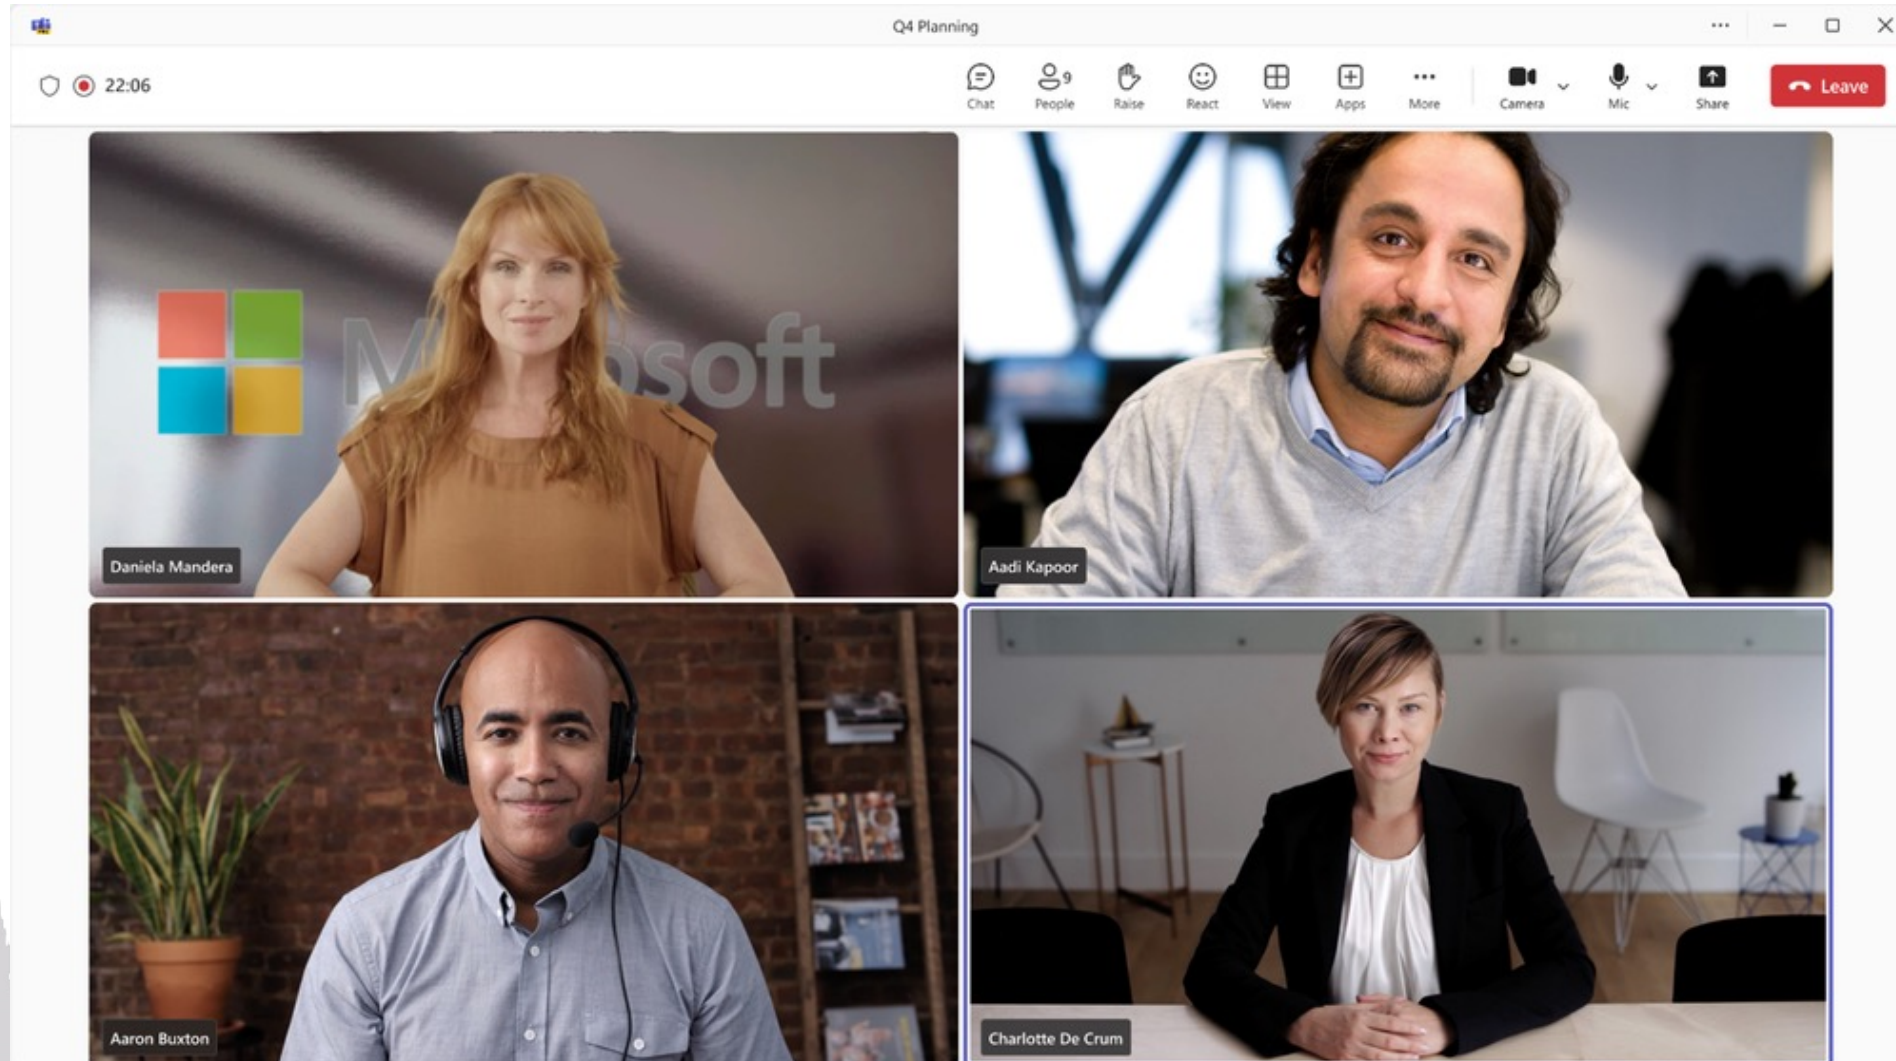 Q4 Planning
22:06
9
Chat
People
Raise
React
View
Apps
More
Camera
Mic
Share
Leave
Daniela Mandera
Aadi Kapoor
Aaron Buxton
Charlotte De Crum